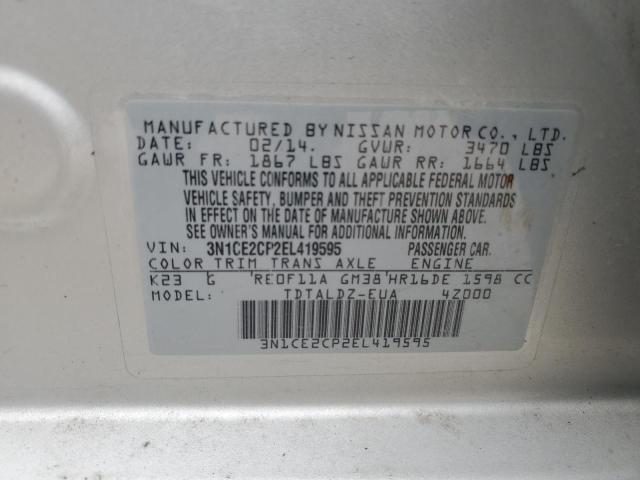 MANUFACTURED BY NISSAN MOTOR CO., LTD.
DATE: 02/14. GVWR: 3470 LBS
GAWR FR: 1867 LBS GAWR RR: 1664 LBS
THIS VEHICLE CONFORMS TO ALL APPLICABLE FEDERAL MOTOR
VEHICLE SAFETY, BUMPER AND THEFT PREVENTION STANDARDS
IN EFFECT ON THE DATE OF MANUFACTURE SHOWN ABOVE.
SEE OWNER'S MANUAL FOR ADDITIONAL INFORMATION.
VIN: 3N1CE2CP2EL419595 PASSENGER CAR.
COLOR TRIM TRANS AXLE ENGINE
K23 G RE0F11A GM38 HR16DE 1598 CC
MODEL: TDTALDZ-EUA 4Z000
3N1CE2CP2EL419595